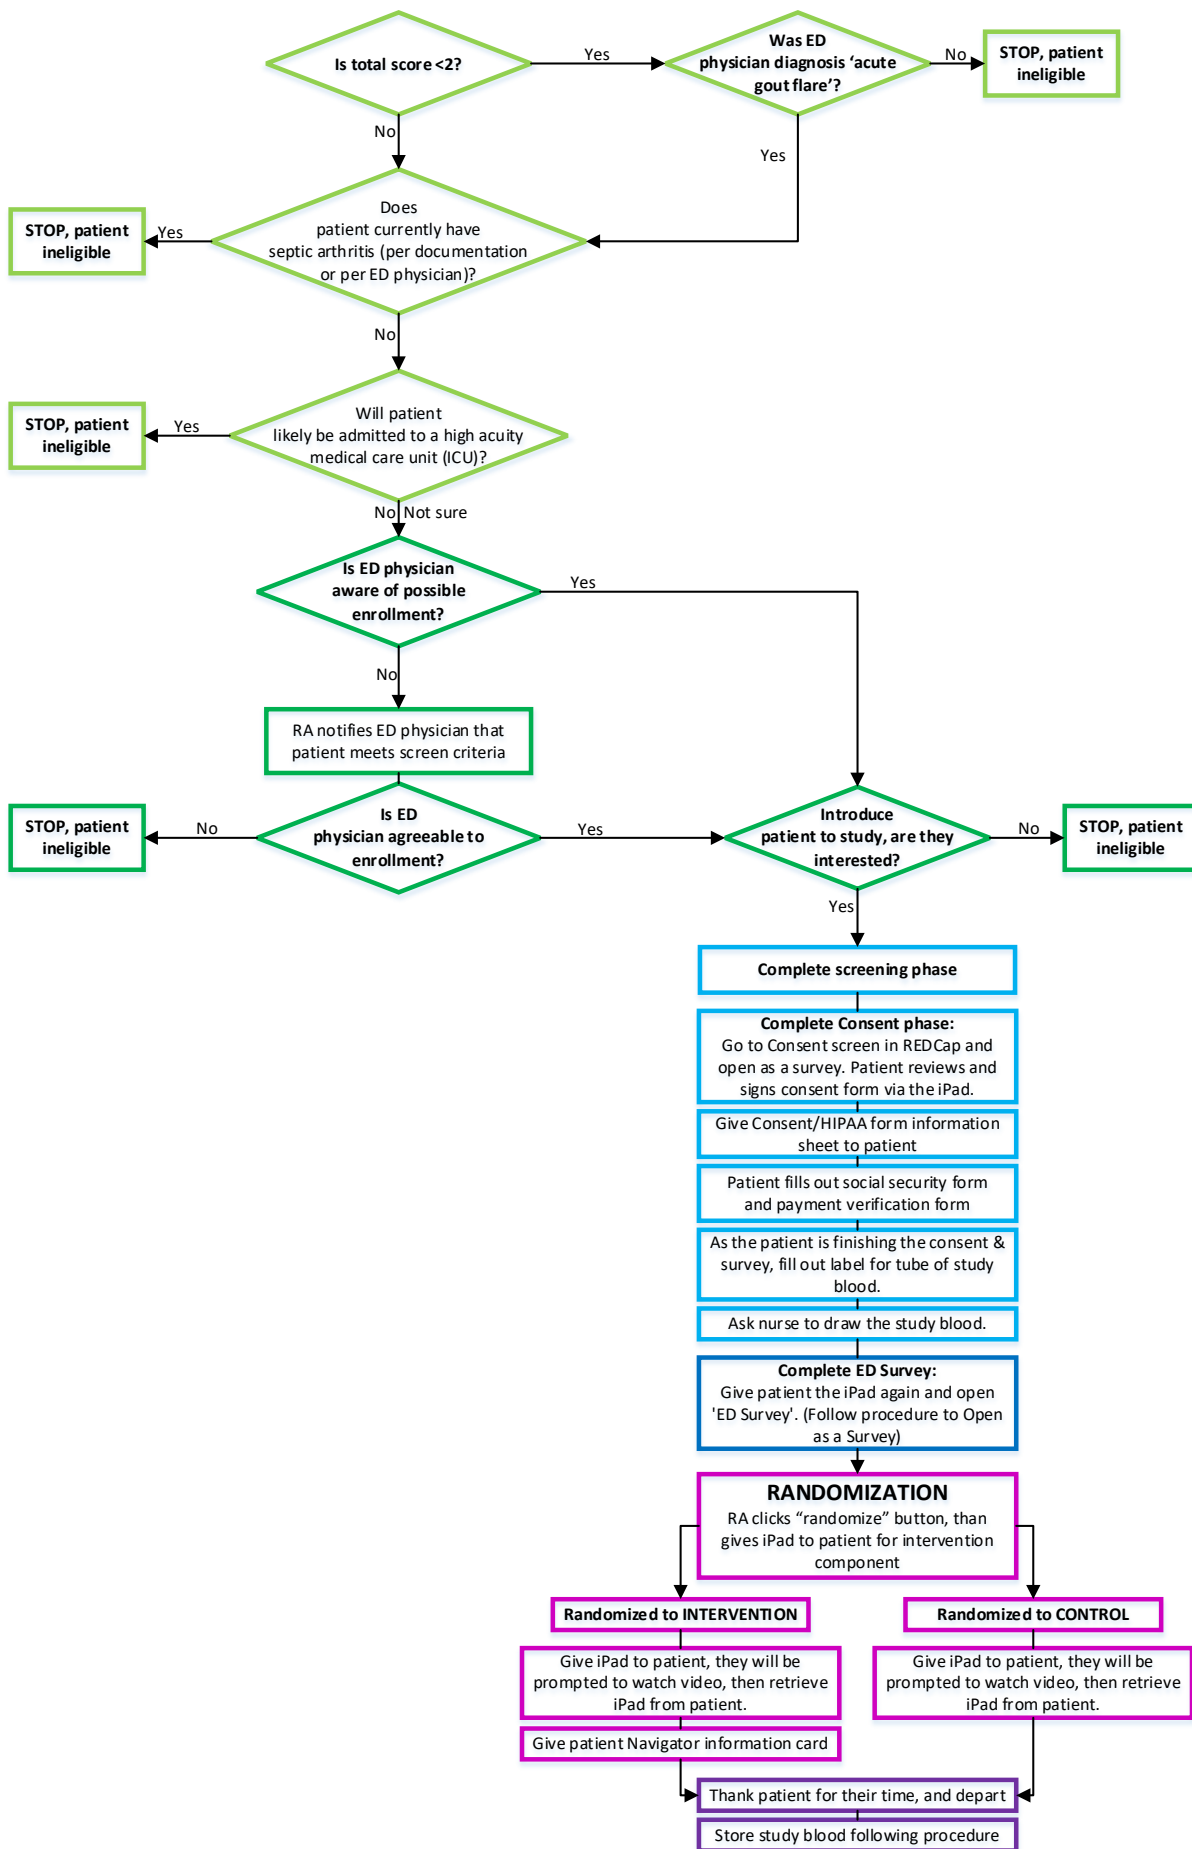 Is total score <2?
Yes
Was ED
physician diagnosis ‘acute
gout flare’?
No
STOP, patient
ineligible
No
Yes
Does
patient currently have
septic arthritis (per documentation
or per ED physician)?
Yes
STOP, patient
ineligible
No
Will patient
likely be admitted to a high acuity
medical care unit (ICU)?
Yes
STOP, patient
ineligible
No
Not sure
Is ED physician
aware of possible
enrollment?
Yes
No
RA notifies ED physician that
patient meets screen criteria
Is ED
physician agreeable to
enrollment?
No
STOP, patient
ineligible
Yes
Introduce
patient to study, are they
interested?
No
STOP, patient
ineligible
Yes
Complete screening phase
Complete Consent phase:
Go to Consent screen in REDCap and
open as a survey. Patient reviews and
signs consent form via the iPad.
Give Consent/HIPAA form information
sheet to patient
Patient fills out social security form
and payment verification form
As the patient is finishing the consent &
survey, fill out label for tube of study
blood.
Ask nurse to draw the study blood.
Complete ED Survey:
Give patient the iPad again and open
'ED Survey'. (Follow procedure to Open
as a Survey)
RANDOMIZATION
RA clicks “randomize” button, than
gives iPad to patient for intervention
component
Randomized to INTERVENTION
Randomized to CONTROL
Give iPad to patient, they will be
prompted to watch video, then retrieve
iPad from patient.
Give iPad to patient, they will be
prompted to watch video, then retrieve
iPad from patient.
Give patient Navigator information card
Thank patient for their time, and depart
Store study blood following procedure